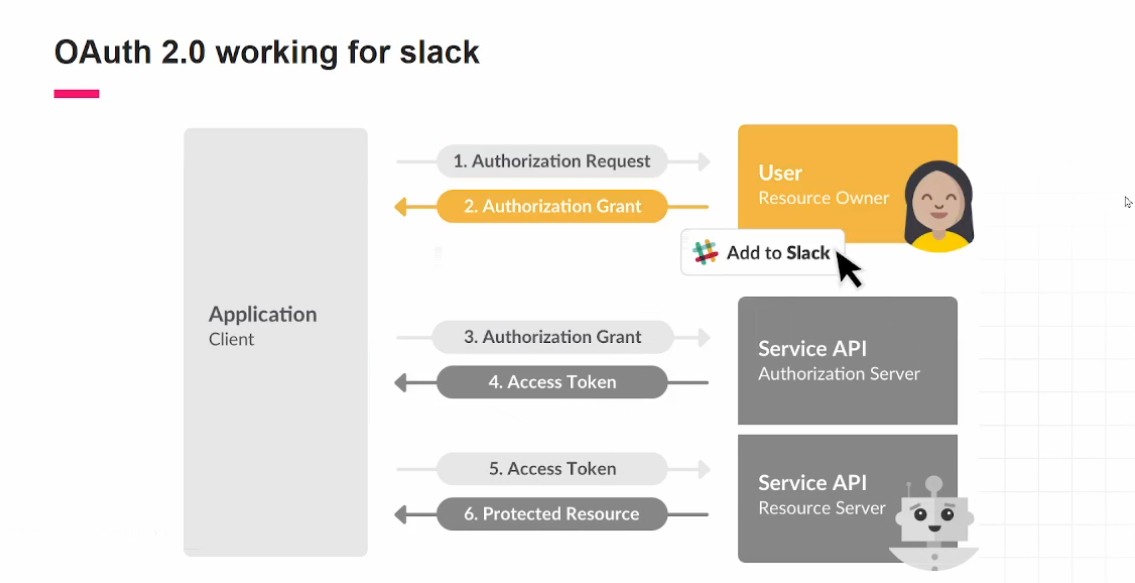 OAuth 2.0 working for slack
1. Authorization Request
2. Authorization Grant
User
Resource Owner
Add to Slack
Application
Client
3. Authorization Grant
4. Access Token
Service API
Authorization Server
5. Access Token
6. Protected Resource
Service API
Resource Server